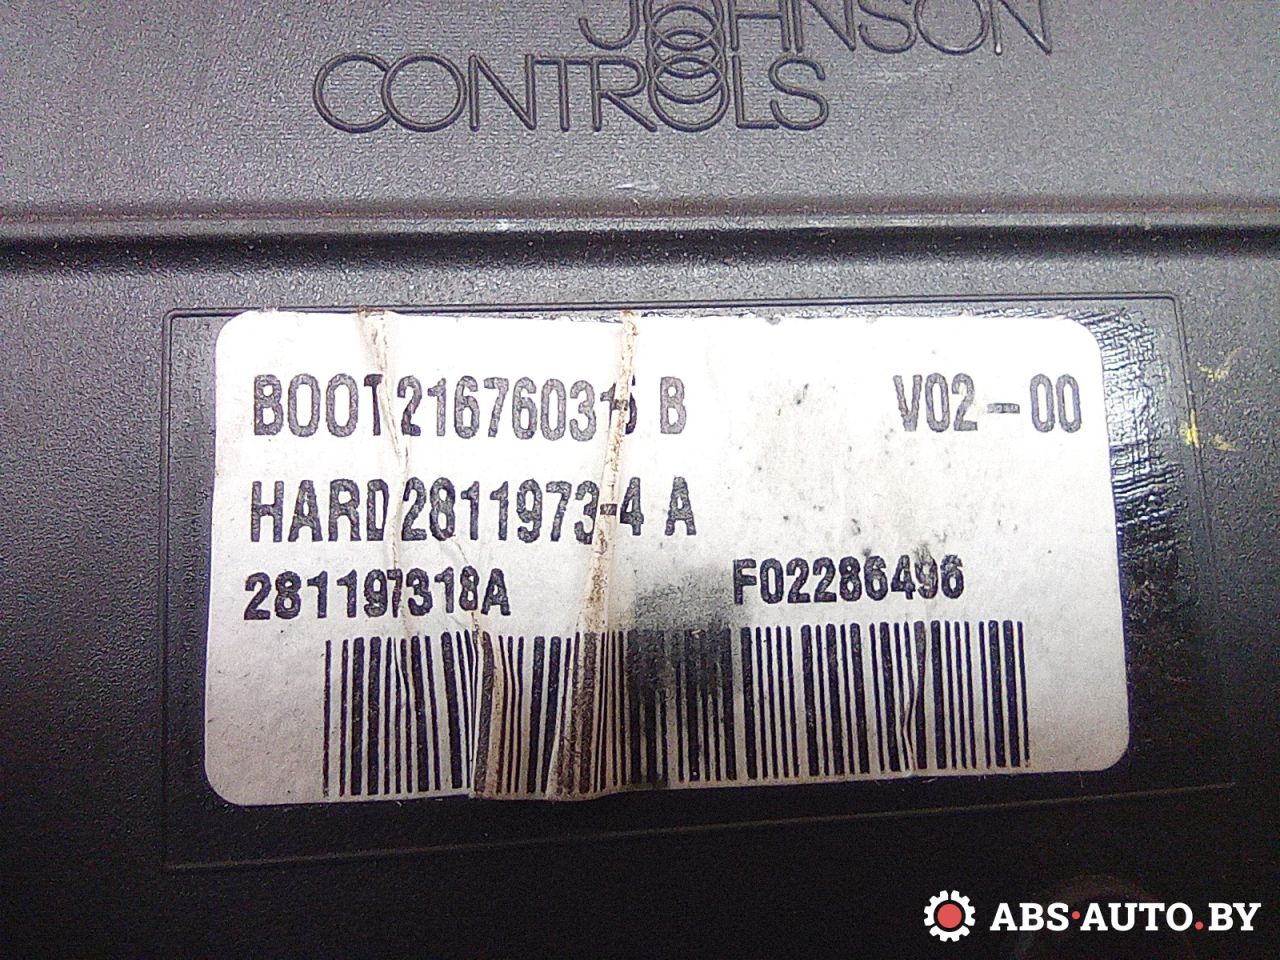 JOHNSON
CONTROLS
BOOT 216760315 B V02-00
HARD 2811973-4 A
281197318A F02286496
ABS·AUTO.BY